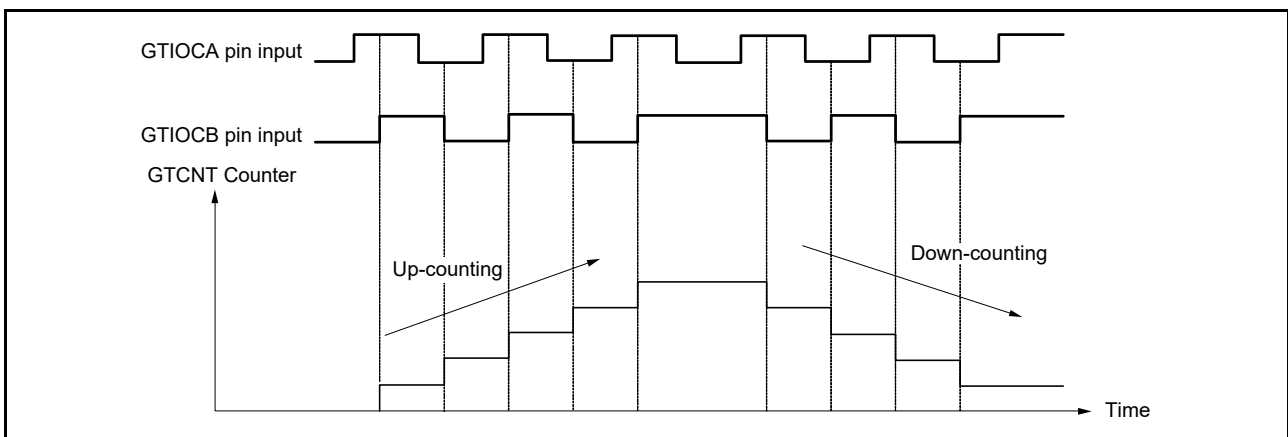 GTIOCA pin input
GTIOCB pin input
GTCNT Counter
Up-counting
Down-counting
Time